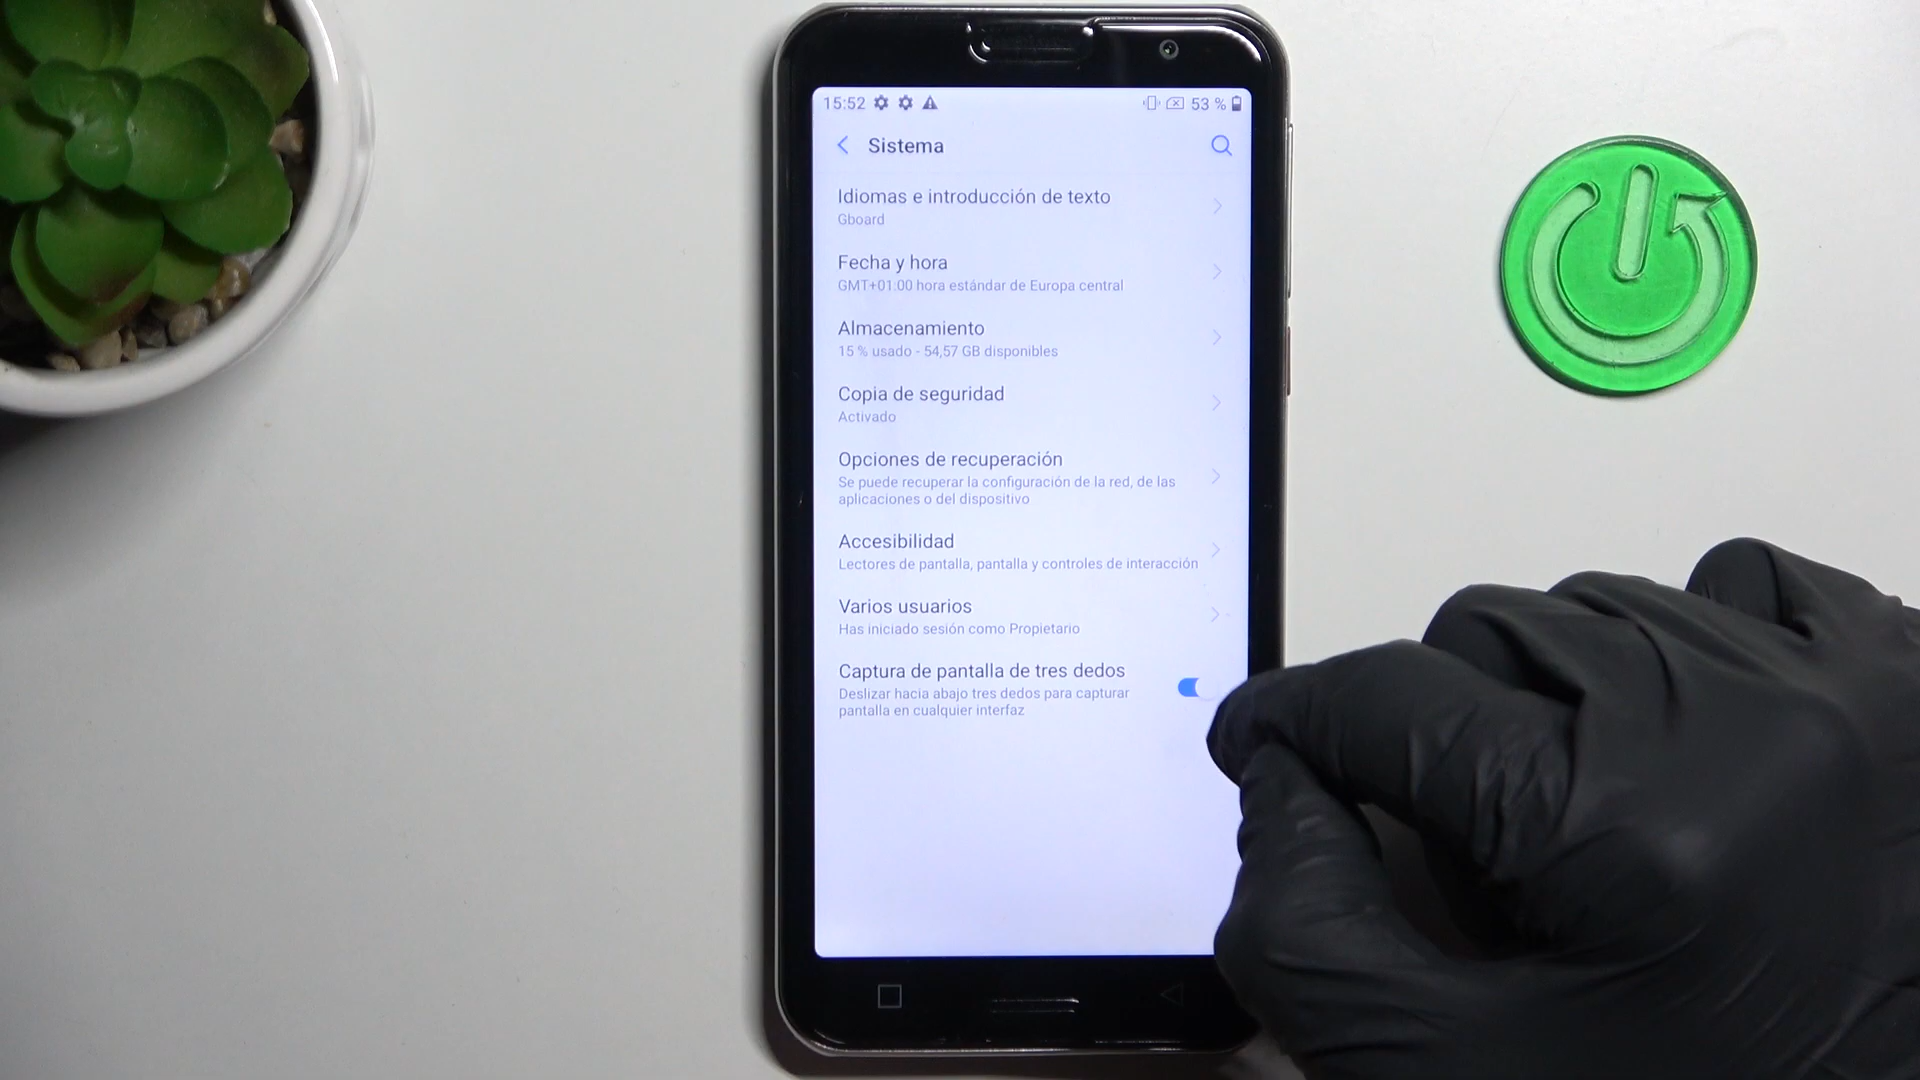 15:52 53 %
Sistema
Idiomas e introducción de texto
Gboard
Fecha y hora
GMT+01:00 hora estándar de Europa central
Almacenamiento
15 % usado - 54,57 GB disponibles
Copia de seguridad
Activado
Opciones de recuperación
Se puede recuperar la configuración de la red, de las
aplicaciones o del dispositivo
Accesibilidad
Lectores de pantalla, pantalla y controles de interacción
Varios usuarios
Has iniciado sesión como Propietario
Captura de pantalla de tres dedos
Deslizar hacia abajo tres dedos para capturar
pantalla en cualquier interfaz